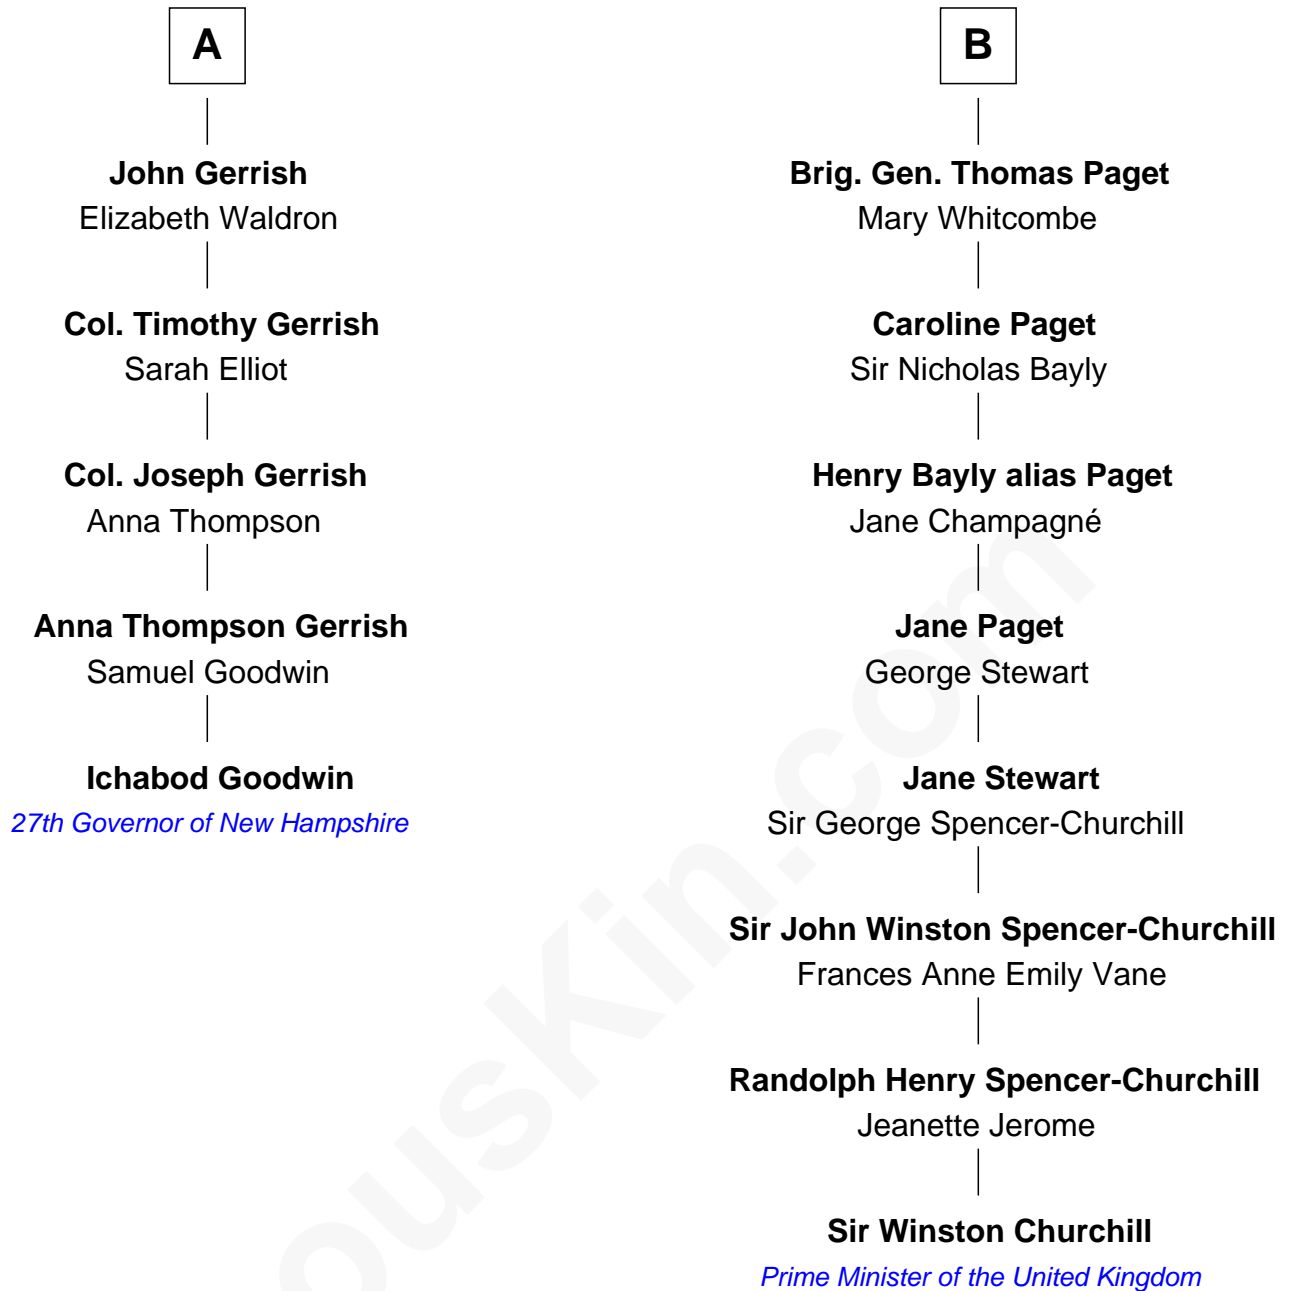 A
John Gerrish
Elizabeth Waldron
Col. Timothy Gerrish
Sarah Elliot
Col. Joseph Gerrish
Anna Thompson
Anna Thompson Gerrish
Samuel Goodwin
Ichabod Goodwin
27th Governor of New Hampshire
B
Brig. Gen. Thomas Paget
Mary Whitcombe
Caroline Paget
Sir Nicholas Bayly
Henry Bayly alias Paget
Jane Champagné
Jane Paget
George Stewart
Jane Stewart
Sir George Spencer-Churchill
Sir John Winston Spencer-Churchill
Frances Anne Emily Vane
Randolph Henry Spencer-Churchill
Jeanette Jerome
Sir Winston Churchill
Prime Minister of the United Kingdom
ousKin.com